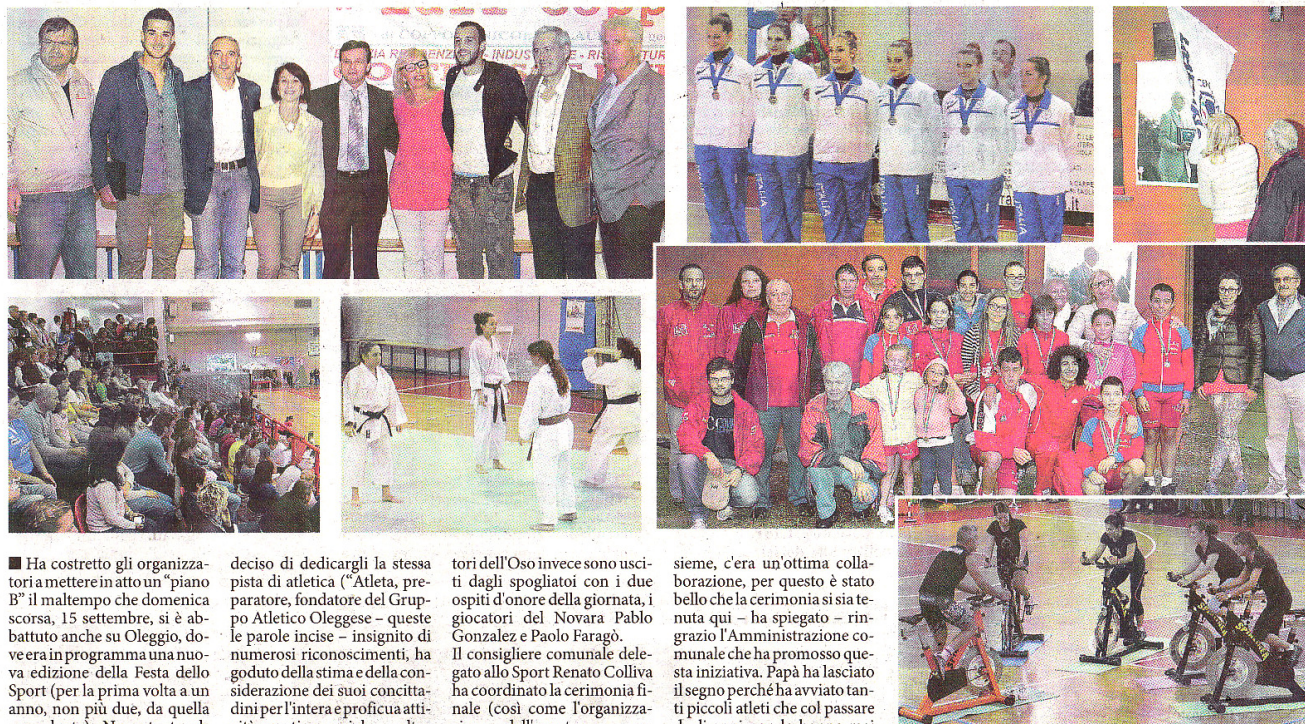 INDUS
ITALIA
ITALIA
ITALIA
■ Ha costretto gli organizza-
tori a mettere in atto un "piano
B" il maltempo che domenica
scorsa, 15 settembre, si è ab-
battuto anche su Oleggio, do-
ve era in programma una nuo-
va edizione della Festa dello
Sport (per la prima volta a un
anno, non più due, da quella
deciso di dedicargli la stessa
pista di atletica ("Atleta, pre-
paratore, fondatore del Grup-
po Atletico Oleggese – queste
le parole incise – insignito di
numerosi riconoscimenti, ha
goduto della stima e della con-
siderazione dei suoi concitta-
dini per l'intera e proficua atti-
tori dell'Oso invece sono usci-
ti dagli spogliatoi con i due
ospiti d'onore della giornata, i
giocatori del Novara Pablo
Gonzalez e Paolo Faragò.
Il consigliere comunale dele-
gato allo Sport Renato Colliva
ha coordinato la cerimonia fi-
nale (così come l'organizza-
sieme, c'era un'ottima colla-
borazione, per questo è stato
bello che la cerimonia si sia te-
nuta qui – ha spiegato – rin-
grazio l'Amministrazione co-
munale che ha promosso que-
sta iniziativa. Papà ha lasciato
il segno perché ha avviato tan-
ti piccoli atleti che col passare